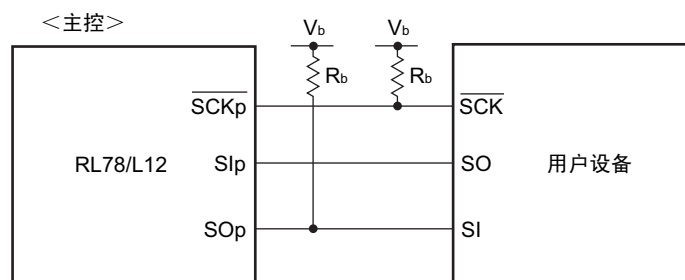 ＜主控＞
Vb Vb
Rb Rb
SCKp SCK
RL78/L12 SIp SO 用户设备
SOp SI